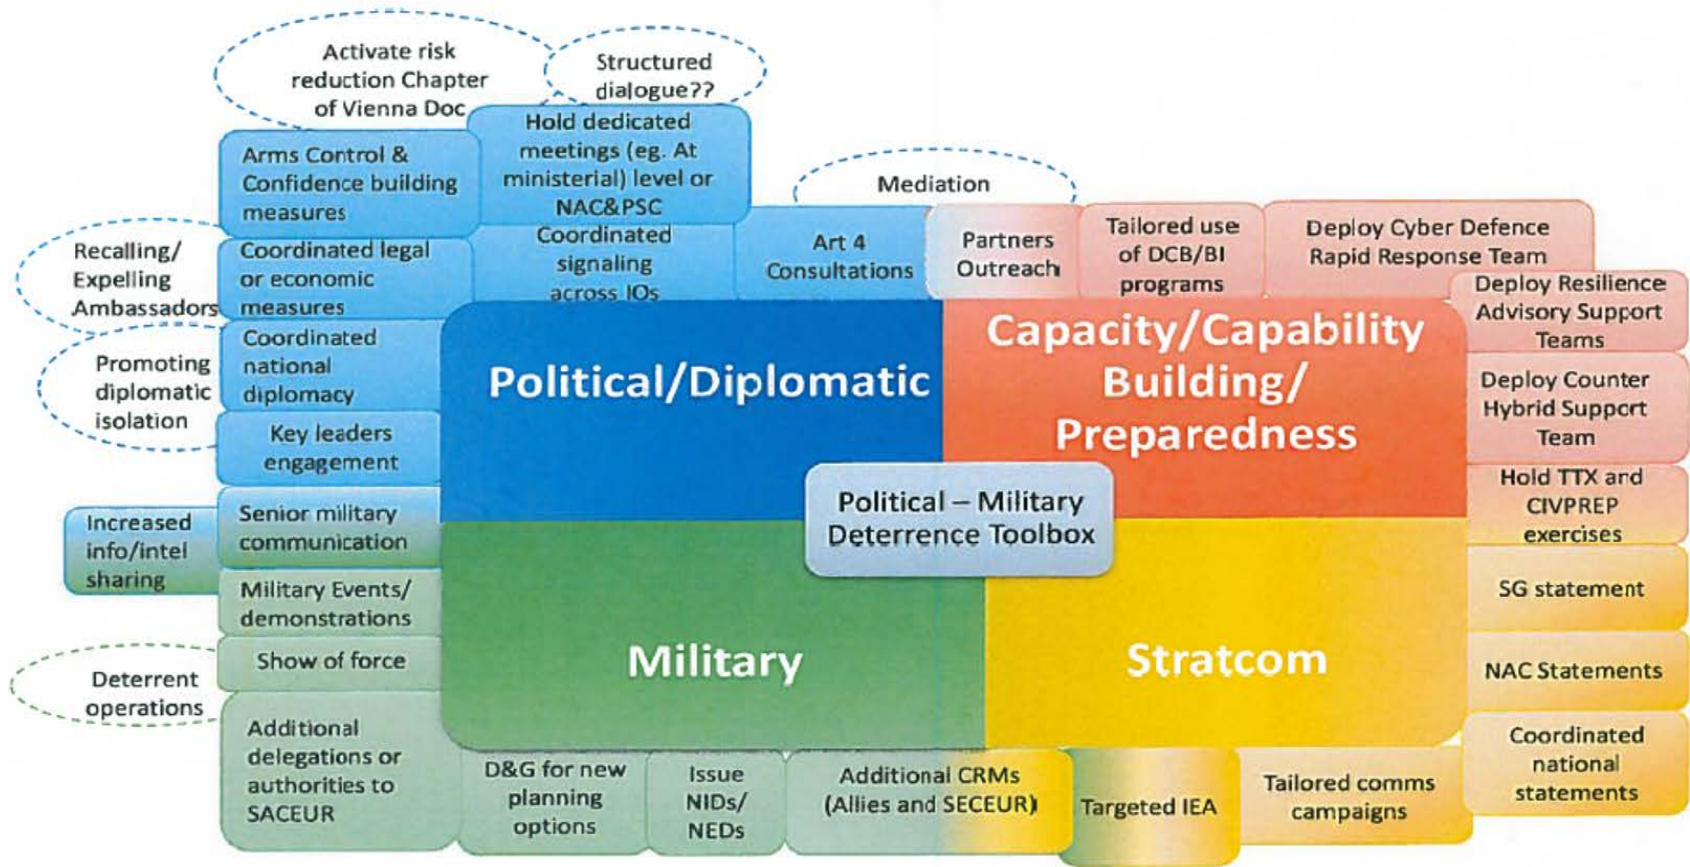 Activate risk
reduction Chapter
of Vienna Doc
Structured
dialogue??
Arms Control &
Confidence building
measures
Hold dedicated
meetings (eg. At
ministerial) level or
NAC&PSC
Mediation
Recalling/
Expelling
Ambassadors
Coordinated legal
or economic
measures
Coordinated
signaling
across IOs
Art 4
Consultations
Partners
Outreach
Tailored use
of DCB/BI
programs
Deploy Cyber Defence
Rapid Response Team
Deploy Resilience
Advisory Support
Teams
Promoting
diplomatic
isolation
Coordinated
national
diplomacy
Political/Diplomatic
Capacity/Capability
Building/
Preparedness
Deploy Counter
Hybrid Support
Team
Key leaders
engagement
Hold TTX and
CIVPREP
exercises
Political – Military
Deterrence Toolbox
Increased
info/intel
sharing
Senior military
communication
Military Events/
demonstrations
SG statement
Show of force
Military
Stratcom
NAC Statements
Deterrent
operations
Additional
delegations or
authorities to
SACEUR
D&G for new
planning
options
Issue
NIDs/
NEDs
Additional CRMs
(Allies and SECEUR)
Targeted IEA
Tailored comms
campaigns
Coordinated
national
statements